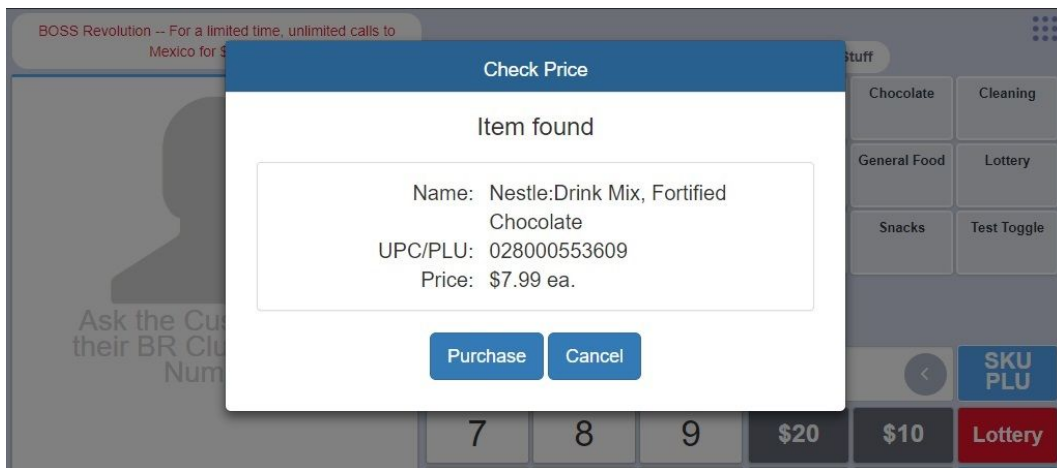 BOSS Revolution -- For a limited time, unlimited calls to
Mexico for $
Check Price
Stuff
Item found
Name: Nestle:Drink Mix, Fortified
Chocolate
UPC/PLU: 028000553609
Price: $7.99 ea.
Purchase Cancel
Chocolate Cleaning
General Food Lottery
Snacks Test Toggle
Ask the Cus
their BR Clu
Num
SKU
PLU
7 8 9 $20 $10 Lottery